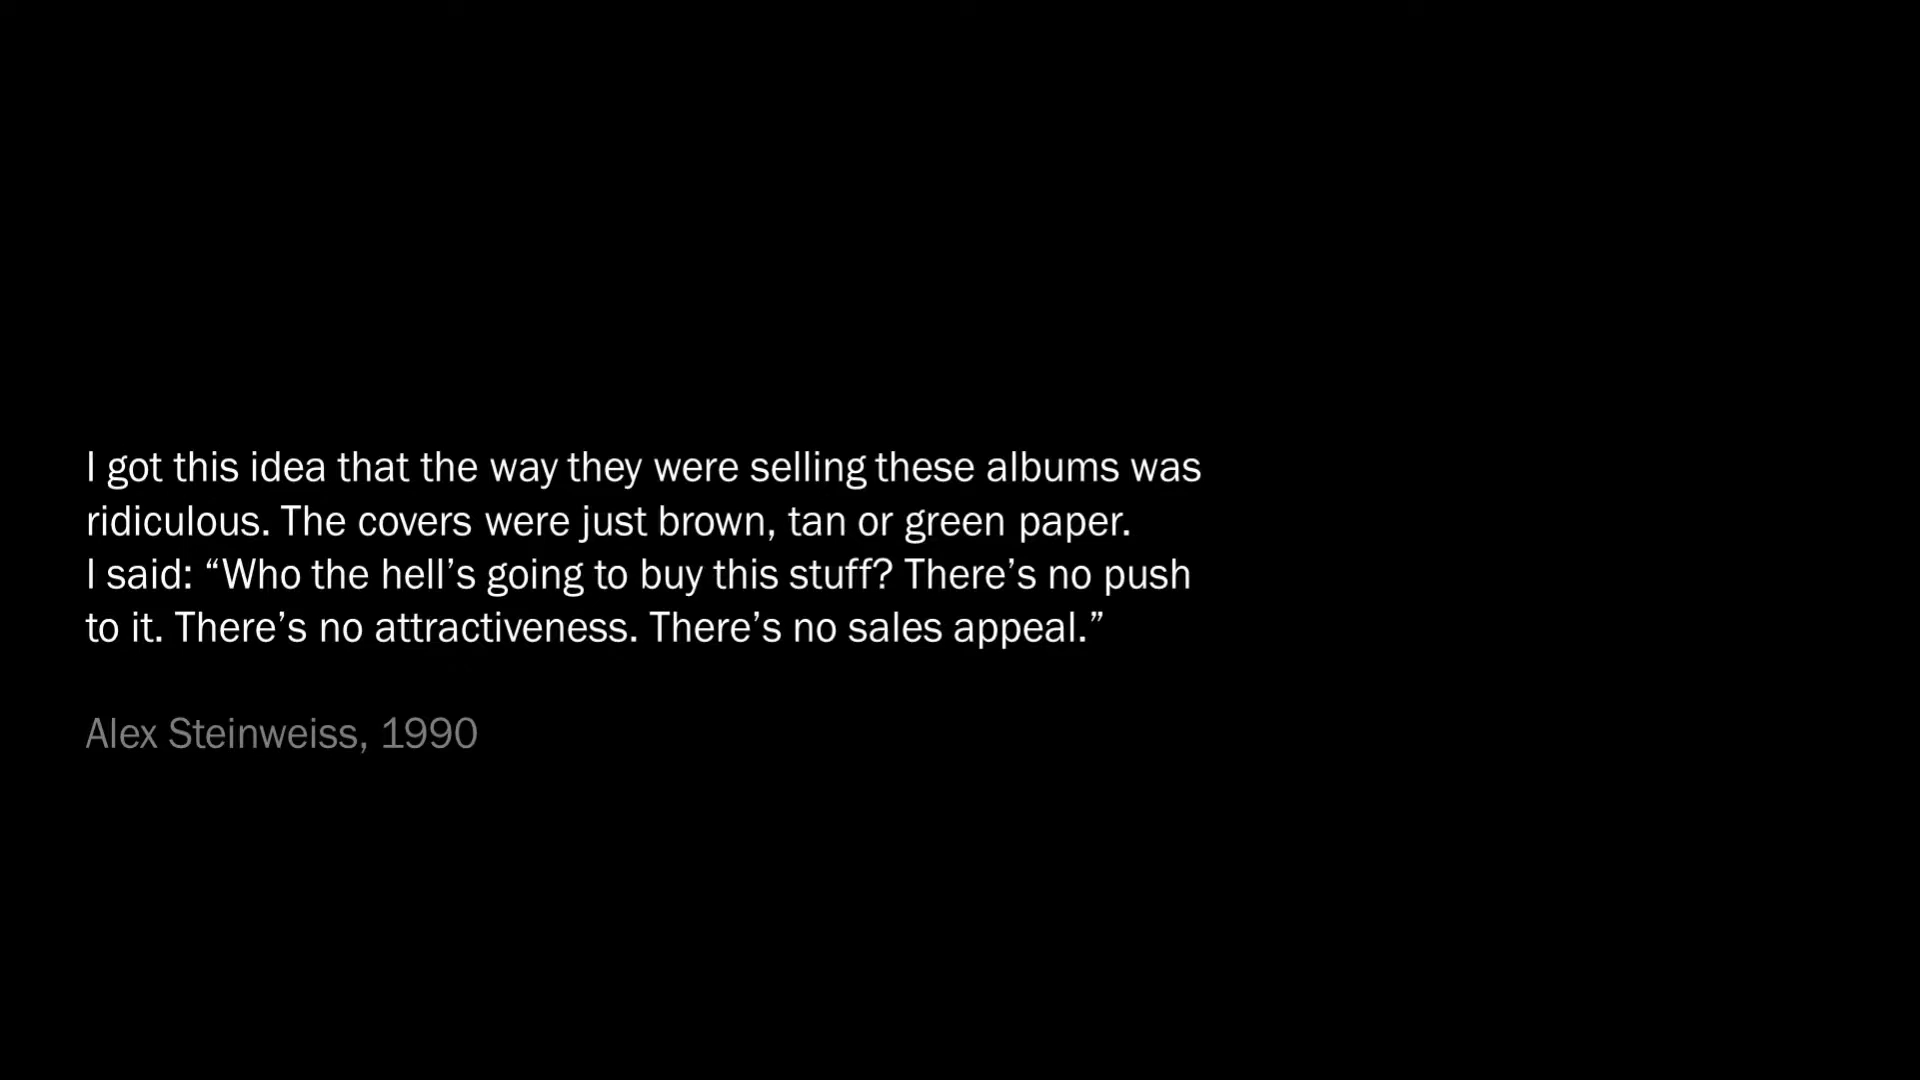 I got this idea that the way they were selling these albums was
ridiculous. The covers were just brown, tan or green paper.
I said: “Who the hell’s going to buy this stuff? There’s no push
to it. There’s no attractiveness. There’s no sales appeal.”
Alex Steinweiss, 1990